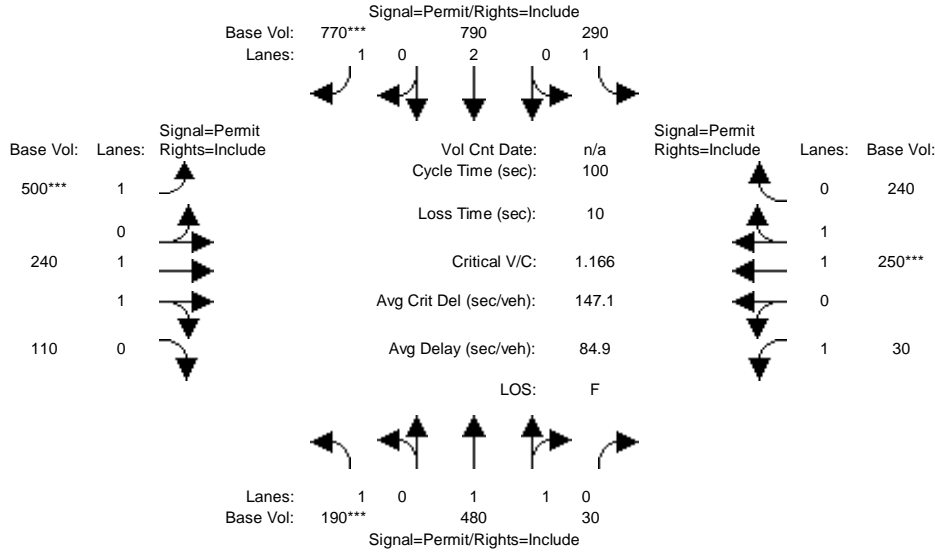 Signal=Permit/Rights=Include
Base Vol: 770*** 790 290
Lanes: 1 0 2 0 1
Signal=Permit Signal=Permit
Base Vol: Lanes: Rights=Include Vol Cnt Date: n/a Rights=Include Lanes: Base Vol:
Cycle Time (sec): 100
500*** 1 0 240
Loss Time (sec): 10
0 1
240 1 Critical V/C: 1.166 1 250***
1 Avg Crit Del (sec/veh): 147.1 0
110 0 Avg Delay (sec/veh): 84.9 1 30
LOS: F
Lanes: 1 0 1 1 0
Base Vol: 190*** 480 30
Signal=Permit/Rights=Include